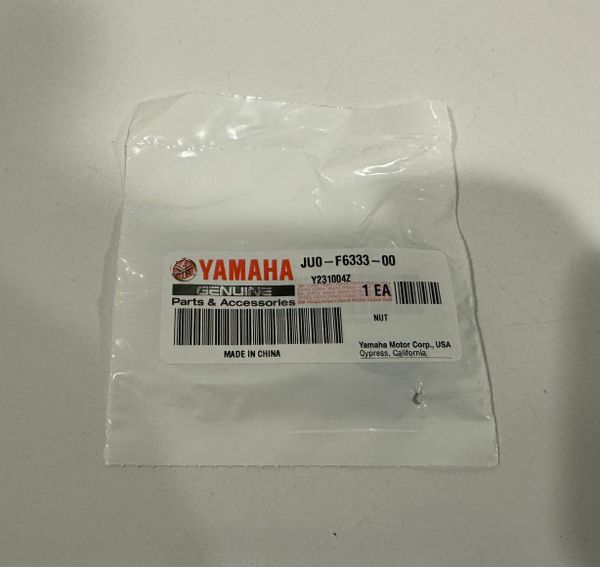 YAMAHA
GENUINE
Parts & Accessories
JU0-F6333-00
Y231004Z
1 EA
NUT
MADE IN CHINA
Yamaha Motor Corp., USA
Cypress, California